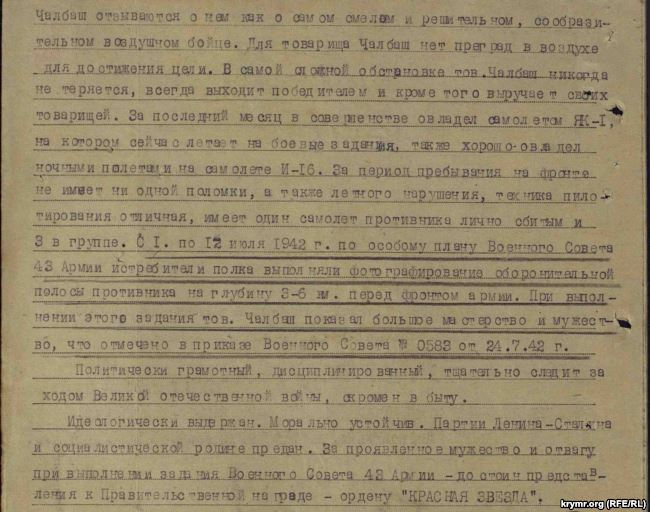 Чалбаш отзываются о нем как о самом смелом и решительном, сообрази-
тельном воздушном бойце. Для товарища Чалбаш нет преград в воздухе
для достижения цели. В самой сложной обстановке тов.Чалбаш никогда
не теряется, всегда выходит победителем и кроме того выручает своих
товарищей. За последний месяц в совершенстве овладел самолетом ЯК-I,
на котором сейчас летает на боевые задания, также хорошо овладел
ночными полетами на самолете И-16. За период пребывания на фронте
не имеет ни одной поломки, а также летного нарушения, техника пило-
тирования отличная, имеет один самолет противника лично сбитым и
3 в группе. С I. по 12 июля 1942 г. по особому плану Военного Совета
43 Армии истребители полка выполняли фотографирование оборонительной
полосы противника на глубину 3-6 км. перед фронтом армии. При выпол-
нении этого задания тов. Чалбаш показал большое мастерство и мужест-
во, что отмечено в приказе Военного Совета № 0583 от 24.7.42 г.
Политически грамотный, дисциплинированный, тщательно следит за
ходом Великой отечественной войны, скромен в быту.
Идеологически выдержан. Морально устойчив. Партии Ленина-Сталина
и социалистической родине предан. За проявленное мужество и отвагу
при выполнении задания Военного Совета 43 Армии - достоин представ-
ления к Правительственной награде - ордену "КРАСНАЯ ЗВЕЗДА".
krymr.org (RFE/RL)